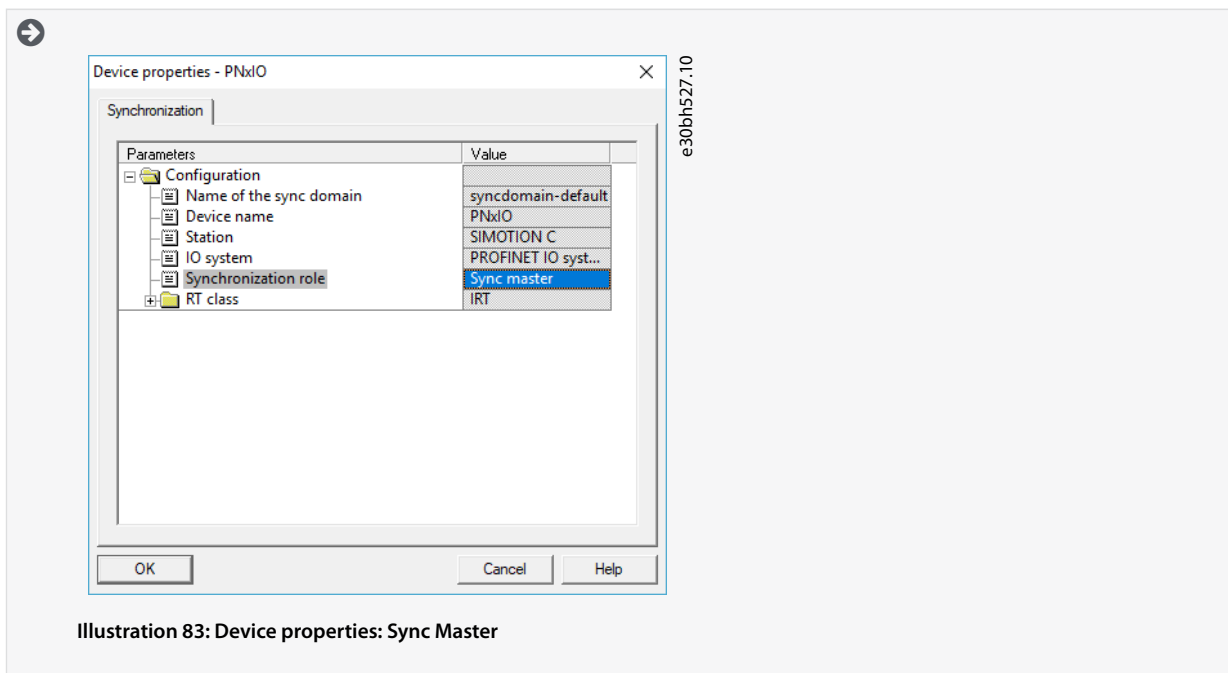 Device properties - PNxIO
Synchronization
Parameters Value
Configuration
Name of the sync domain syncdomain-default
Device name PNxIO
Station SIMOTION C
IO system PROFINET IO syst...
Synchronization role Sync master
RT class IRT
OK Cancel Help
e30bh527.10
Illustration 83: Device properties: Sync Master